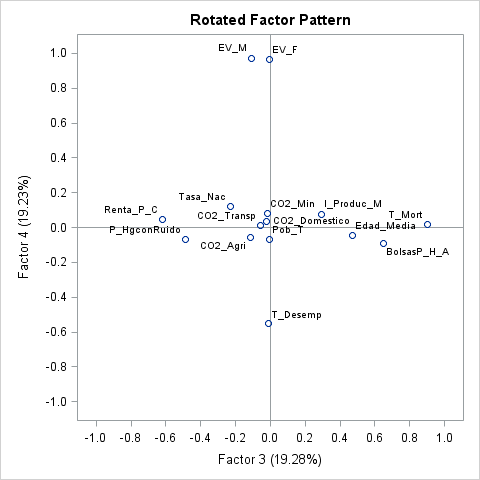 Rotated Factor Pattern
1.0
0.8
0.6
0.4
0.2
0.0
-0.2
-0.4
-0.6
-0.8
-1.0
Factor 4 (19.23%)
EV_M
EV_F
Tasa_Nac
CO2_Min
I_Produc_M
Renta_P_C
CO2_Transp
CO2_Domestico
T_Mort
P_HgconRuido
Pob_T
Edad_Media
CO2_Agri
BolsasP_H_A
T_Desemp
-1.0 -0.8 -0.6 -0.4 -0.2 0.0 0.2 0.4 0.6 0.8 1.0
Factor 3 (19.28%)